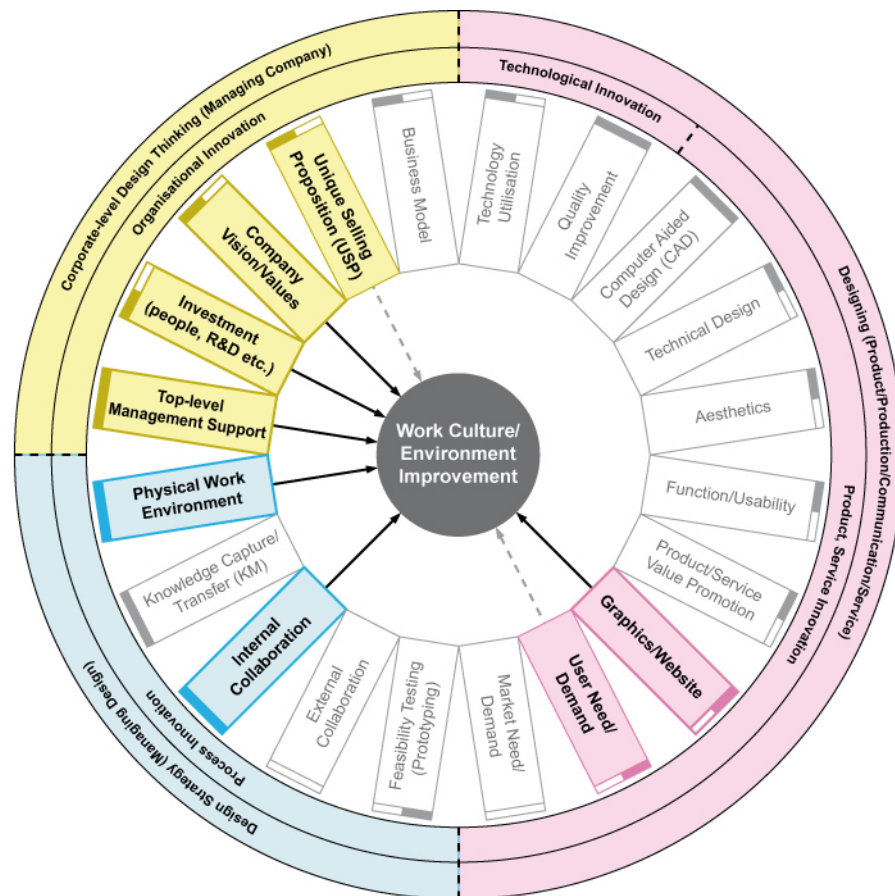 Corporate-level Design Thinking (Managing Company)
Organisational Innovation
Technological Innovation
Designing (Product/Production/Communication/Service)
Product, Service Innovation
Design Strategy (Managing Design)
Process Innovation
Business Model
Technology
Utilisation
Quality
Improvement
Computer Aided
Design (CAD)
Technical Design
Aesthetics
Function/Usability
Product/Service
Value Promotion
Graphics/Website
User Need/
Demand
Market Need/
Demand
Feasibility Testing
(Prototyping)
External
Collaboration
Internal
Collaboration
Knowledge Capture/
Transfer (KM)
Physical Work
Environment
Top-level
Management Support
Investment
(people, R&D etc.)
Company
Vision/Values
Unique Selling
Proposition (USP)
Work Culture/
Environment
Improvement